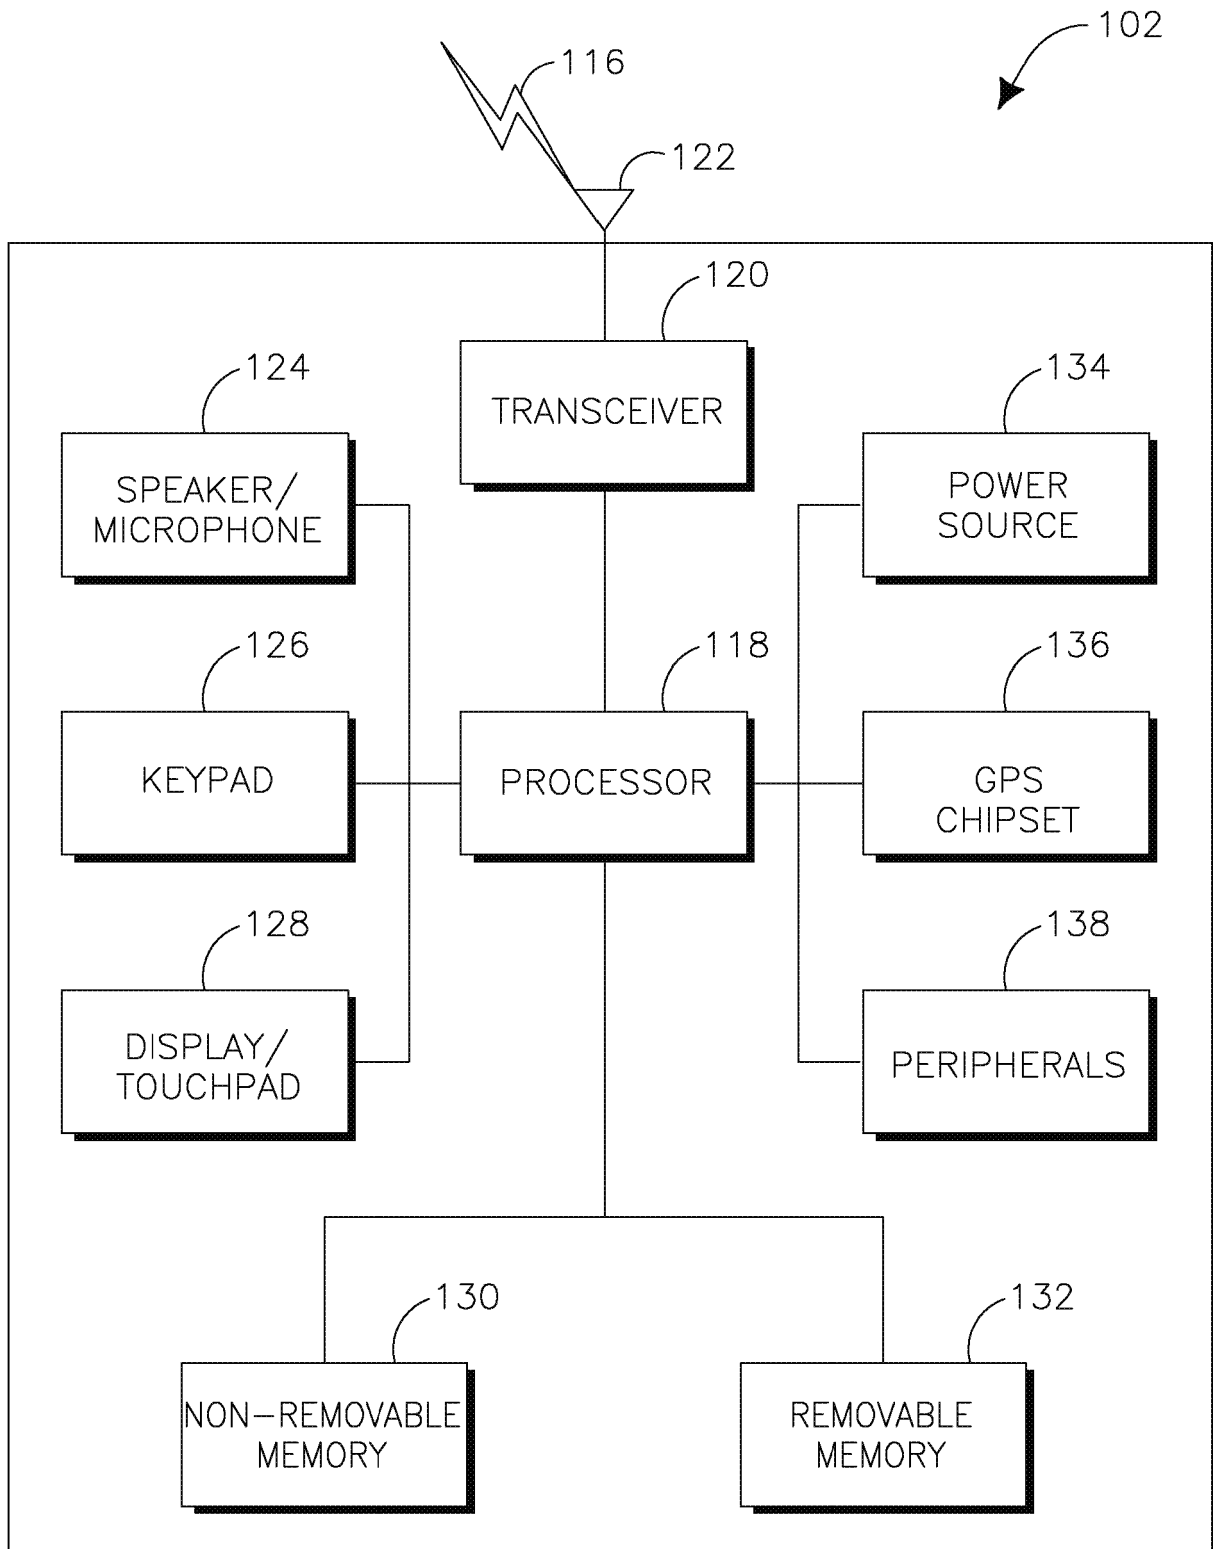 102
116
122
120
TRANSCEIVER
124
SPEAKER/
MICROPHONE
134
POWER
SOURCE
126
KEYPAD
118
PROCESSOR
136
GPS
CHIPSET
128
DISPLAY/
TOUCHPAD
138
PERIPHERALS
130
NON-REMOVABLE
MEMORY
132
REMOVABLE
MEMORY